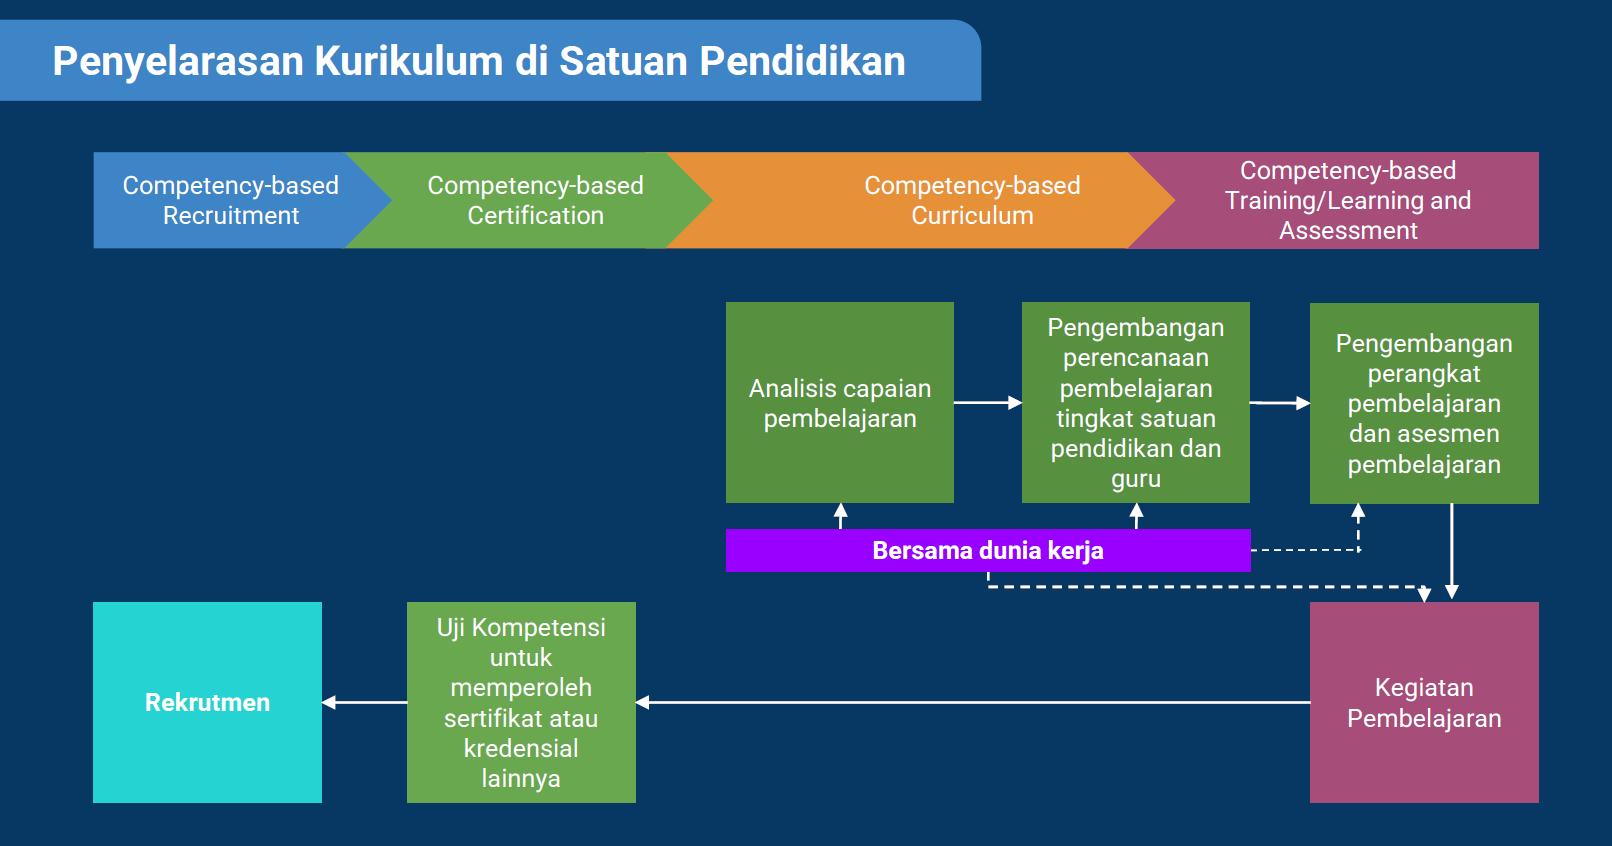 Penyelarasan Kurikulum di Satuan Pendidikan
Competency-based
Recruitment
Competency-based
Certification
Competency-based
Curriculum
Competency-based
Training/Learning and
Assessment
Analisis capaian
pembelajaran
Pengembangan
perencanaan
pembelajaran
tingkat satuan
pendidikan dan
guru
Pengembangan
perangkat
pembelajaran
dan asesmen
pembelajaran
Bersama dunia kerja
Rekrutmen
Uji Kompetensi
untuk
memperoleh
sertifikat atau
kredensial
lainnya
Kegiatan
Pembelajaran